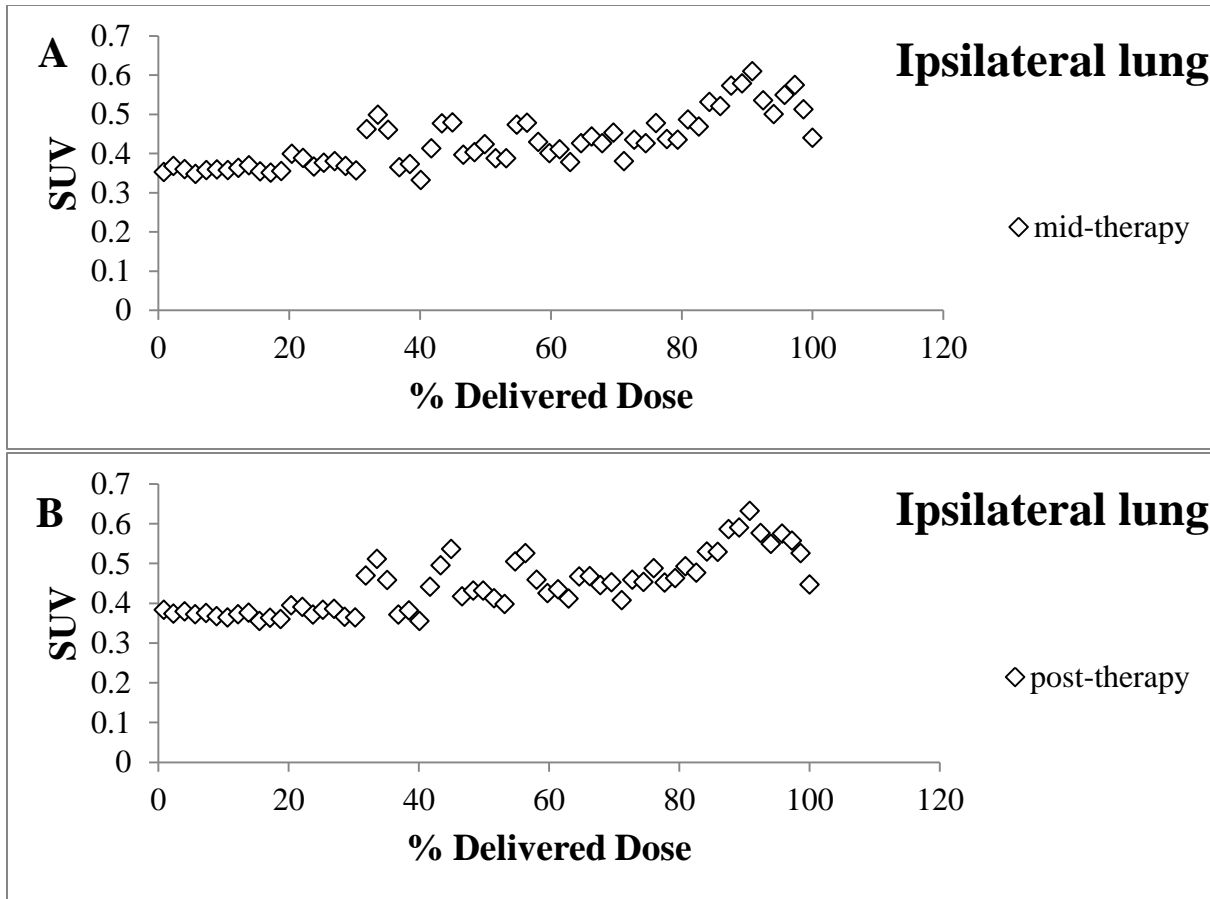 A
Ipsilateral lung
SUV
0.7
0.6
0.5
0.4
0.3
0.2
0.1
0
0 20 40 60 80 100 120
% Delivered Dose
mid-therapy
B
Ipsilateral lung
SUV
0.7
0.6
0.5
0.4
0.3
0.2
0.1
0
0 20 40 60 80 100 120
% Delivered Dose
post-therapy